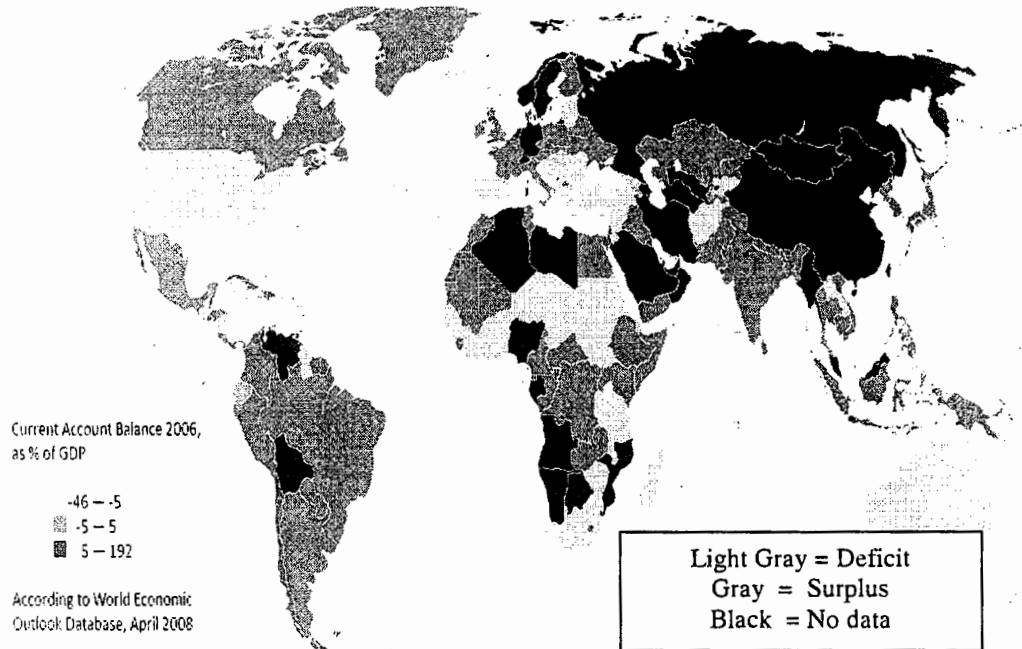 Current Account Balance 2006,
as % of GDP
-46 — -5
-5 — 5
5 — 192
According to World Economic
Outlook Database, April 2008
Light Gray = Deficit
Gray = Surplus
Black = No data